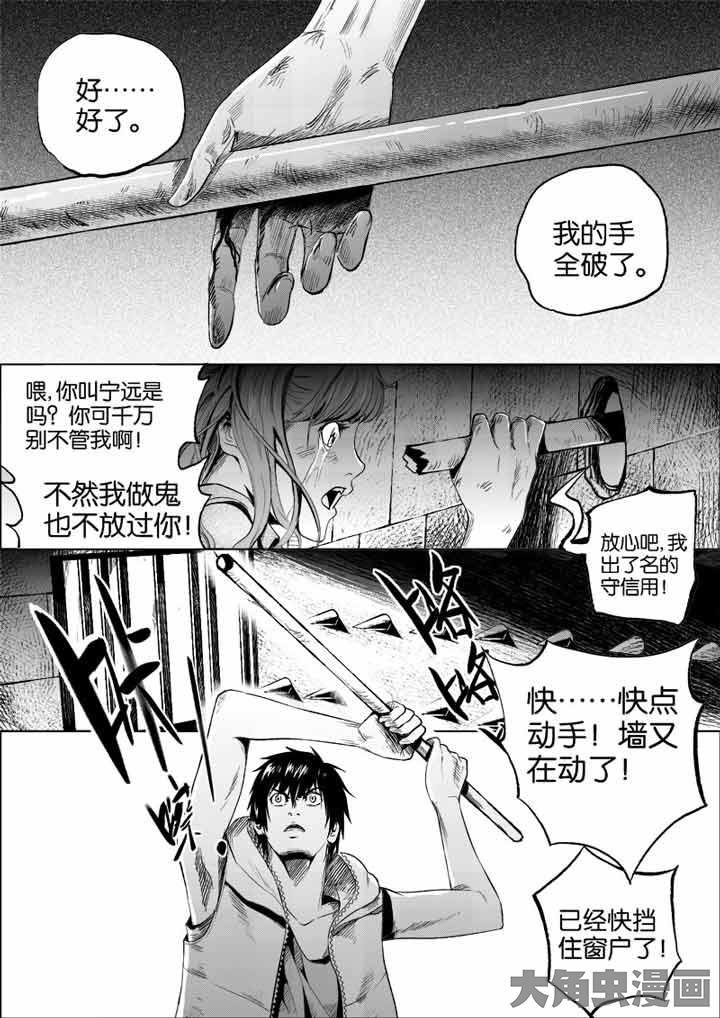 好……
好了。
我的手
全破了。
喂，你叫宁远是
吗？你可千万
别不管我啊！
不然我做鬼
也不放过你！
放心吧，我
出了名的
守信用！
咔
咔
咯
咯
快……快点
动手！墙又
在动了！
已经快挡
住窗户了！
大角虫漫画